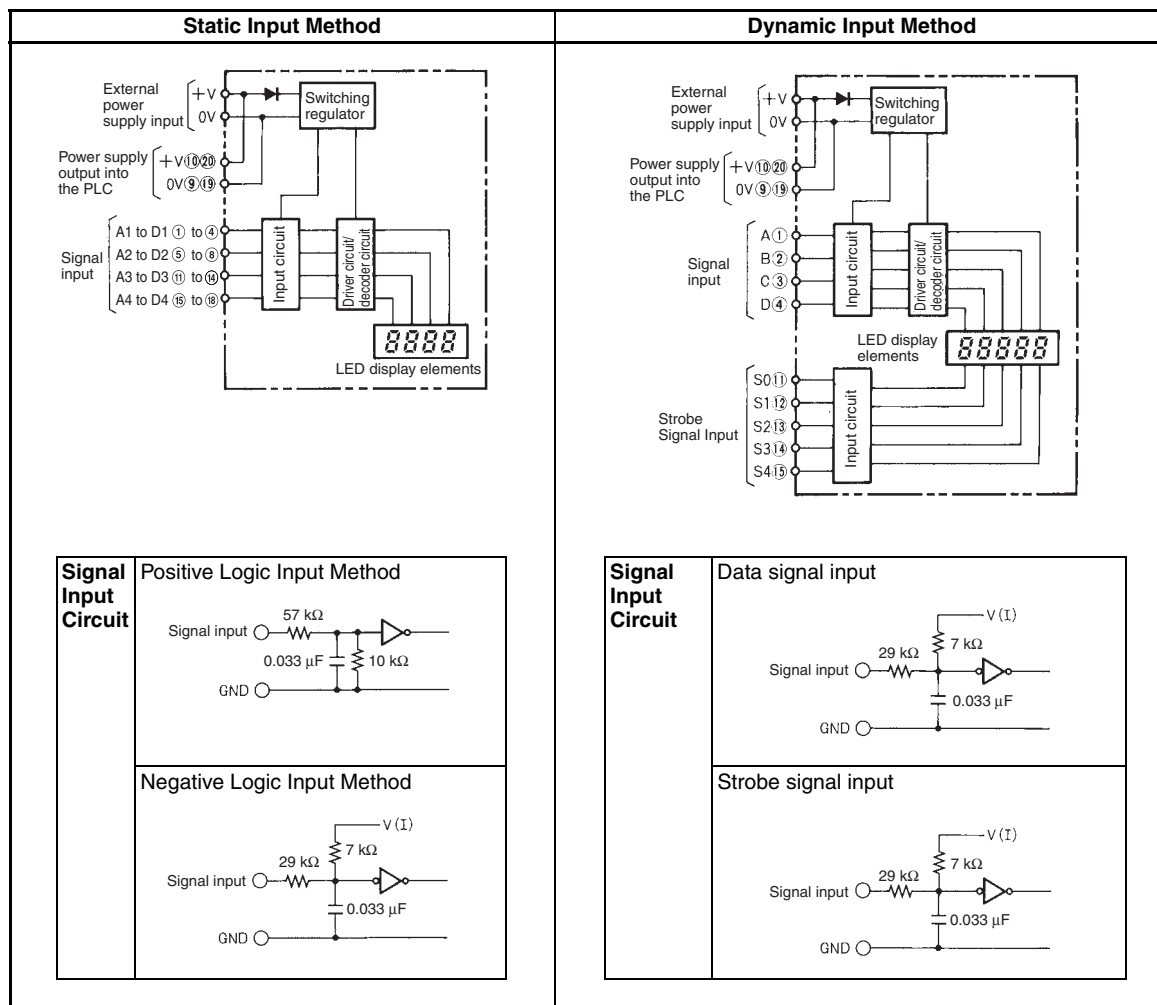 Static Input Method
External
power
supply input
+V
0V
Switching
regulator
Power supply
output into
the PLC
+V⑩⑳
0V⑨⑲
Signal
input
A1 to D1 ① to ④
A2 to D2 ⑤ to ⑧
A3 to D3 ⑪ to ⑭
A4 to D4 ⑮ to ⑱
Input circuit
Driver circuit/
decoder circuit
8888
LED display elements
Signal
Input
Circuit
Positive Logic Input Method
57 kΩ
Signal input
0.033 μF
10 kΩ
GND
Negative Logic Input Method
V(I)
7 kΩ
29 kΩ
Signal input
0.033 μF
GND
Dynamic Input Method
External
power
supply input
+V
0V
Switching
regulator
Power supply
output into
the PLC
+V⑩⑳
0V⑨⑲
Signal
input
A①
B②
C③
D④
Input circuit
Driver circuit/
decoder circuit
LED display
elements
88888
Strobe
Signal Input
S0⑪
S1⑫
S2⑬
S3⑭
S4⑮
Input circuit
Signal
Input
Circuit
Data signal input
V(I)
7 kΩ
29 kΩ
Signal input
0.033 μF
GND
Strobe signal input
V(I)
7 kΩ
29 kΩ
Signal input
0.033 μF
GND